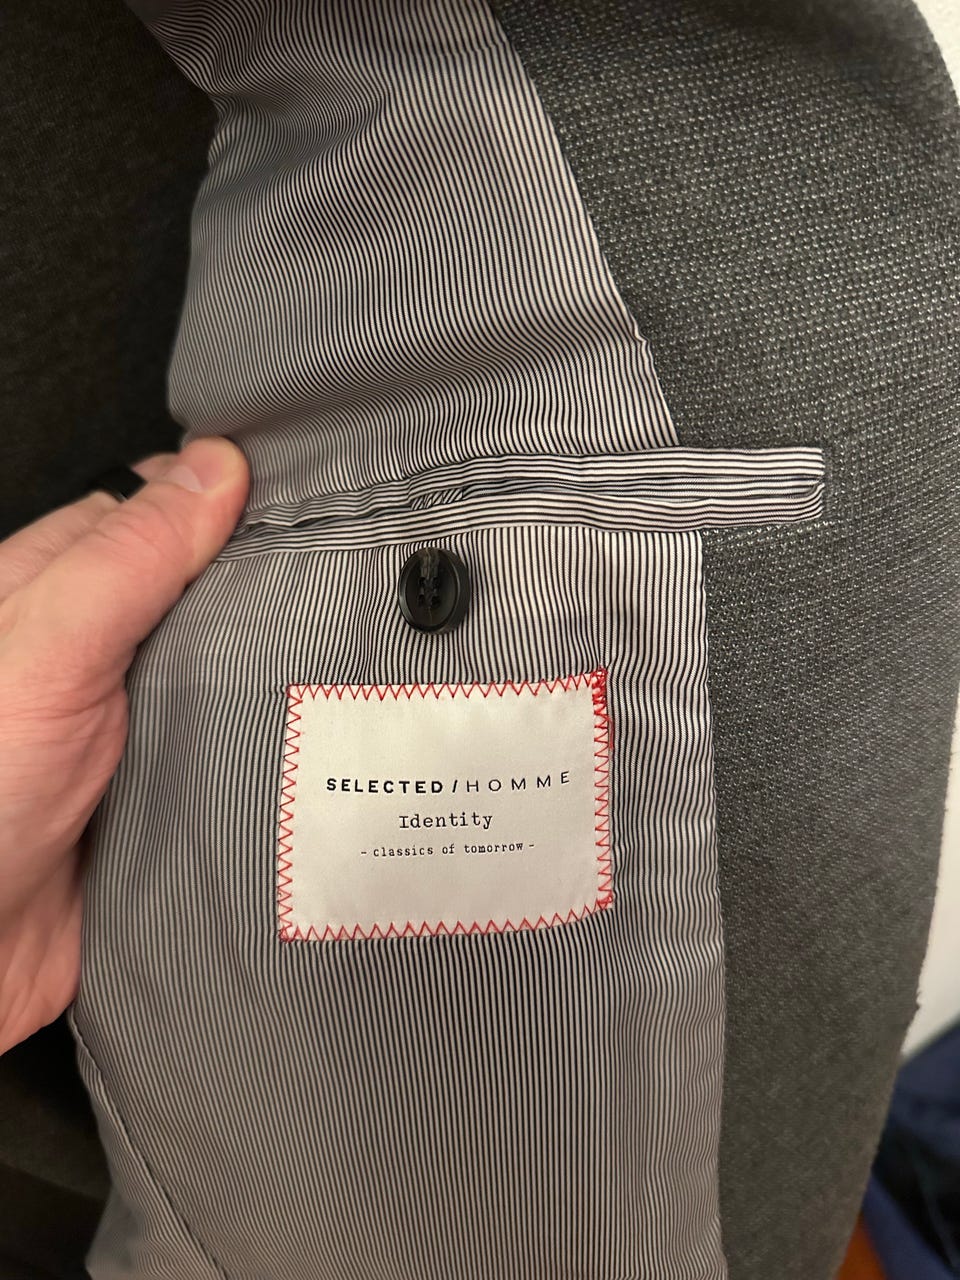 SELECTED/HOMME
Identity
- classics of tomorrow -